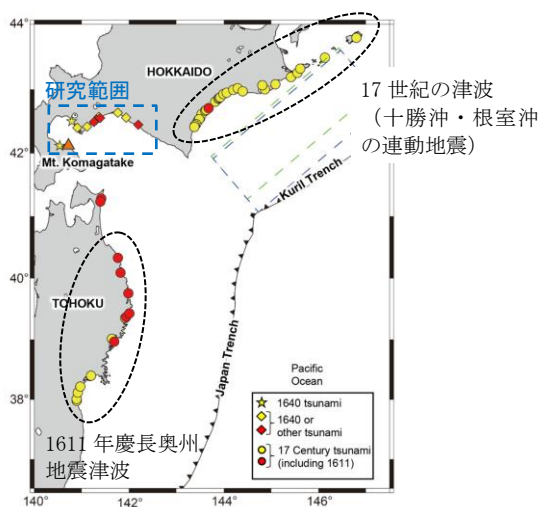 44°
42°
40°
38°
140°
142°
144°
146°
HOKKAIDO
研究範囲
Mt. Komagatake
17 世紀の津波
（十勝沖・根室沖
の連動地震）
Kuril Trench
TOHOKU
Japan Trench
1611 年慶長奥州
地震津波
Pacific
Ocean
1640 tsunami
1640 or
other tsunami
17 Century tsunami
(including 1611)